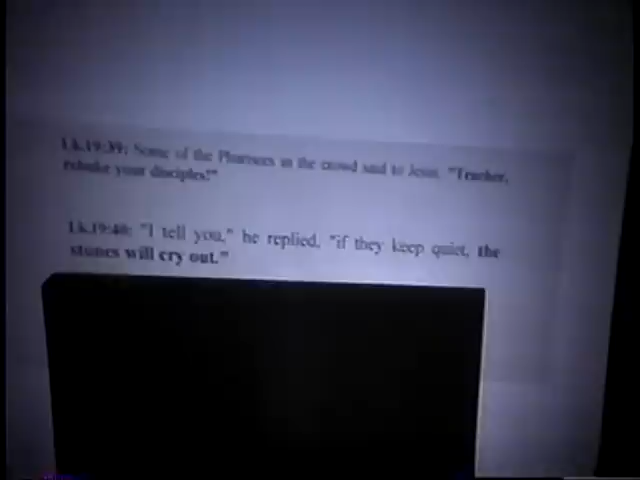 Lk.19:39: Some of the Pharisees in the crowd said to Jesus, "Teacher,
rebuke your disciples!"
Lk.19:40: "I tell you," he replied, "if they keep quiet, the
stones will cry out."